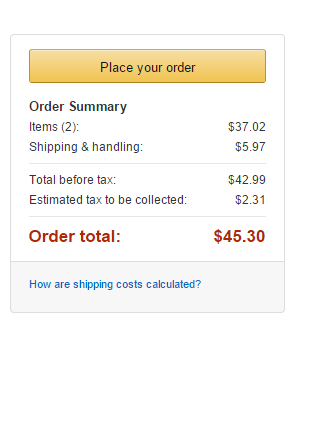 Place your order
Order Summary
Items (2): $37.02
Shipping & handling: $5.97
Total before tax: $42.99
Estimated tax to be collected: $2.31
Order total: $45.30
How are shipping costs calculated?